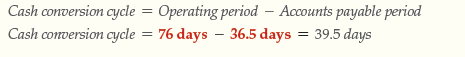 Cash conversion cycle = Operating period − Accounts payable period
Cash conversion cycle = 76 days − 36.5 days = 39.5 days